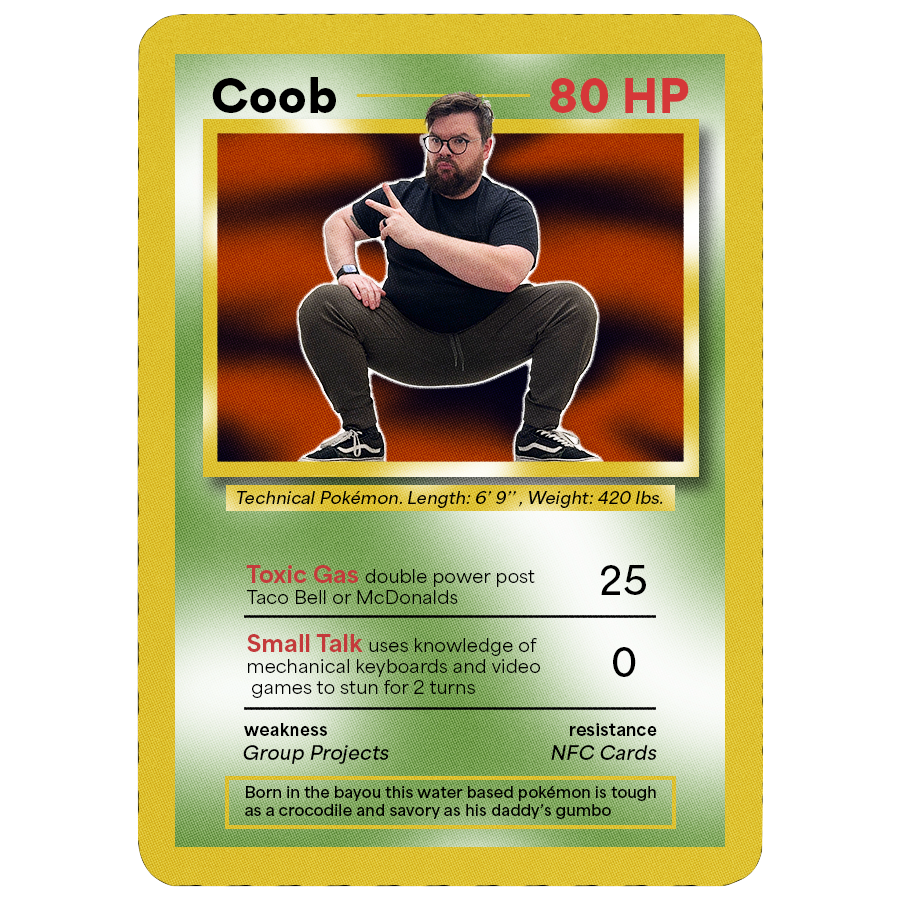 Coob 80 HP
Technical Pokémon. Length: 6' 9'' , Weight: 420 lbs.
Toxic Gas double power post
Taco Bell or McDonalds
25
Small Talk uses knowledge of
mechanical keyboards and video
games to stun for 2 turns
0
weakness resistance
Group Projects NFC Cards
Born in the bayou this water based pokémon is tough
as a crocodile and savory as his daddy's gumbo